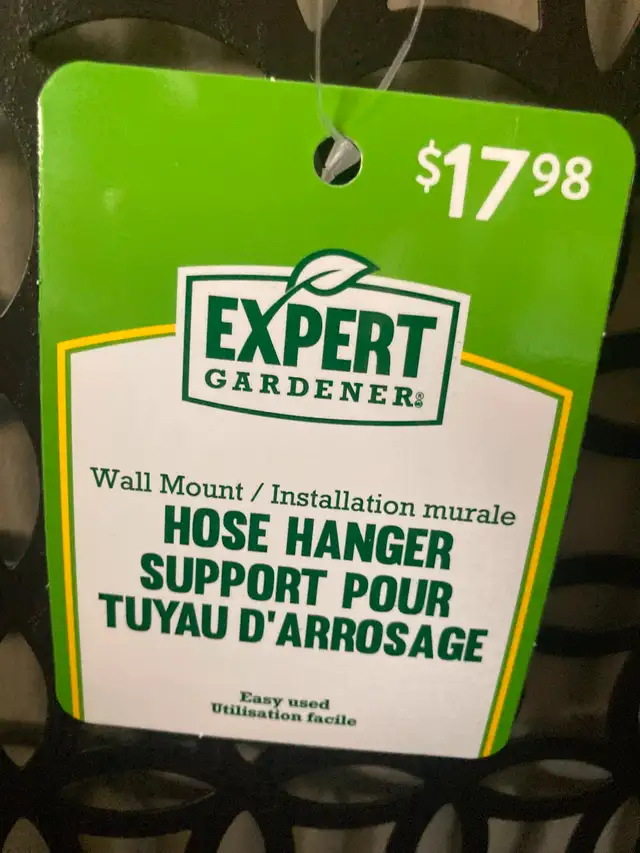 $17.98
EXPERT
GARDENER®
Wall Mount / Installation murale
HOSE HANGER
SUPPORT POUR
TUYAU D'ARROSAGE
Easy used
Utilisation facile